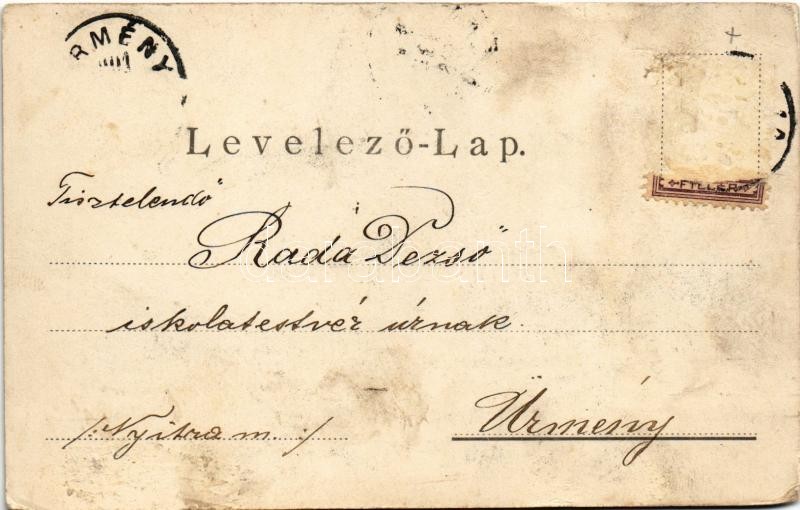 RMÉNY
Levelező-Lap.
FILLÉR
Tisztelendő
Rada Dezső
iskolatestvér úrnak.
/: Nyitra m. :/
Ürmény